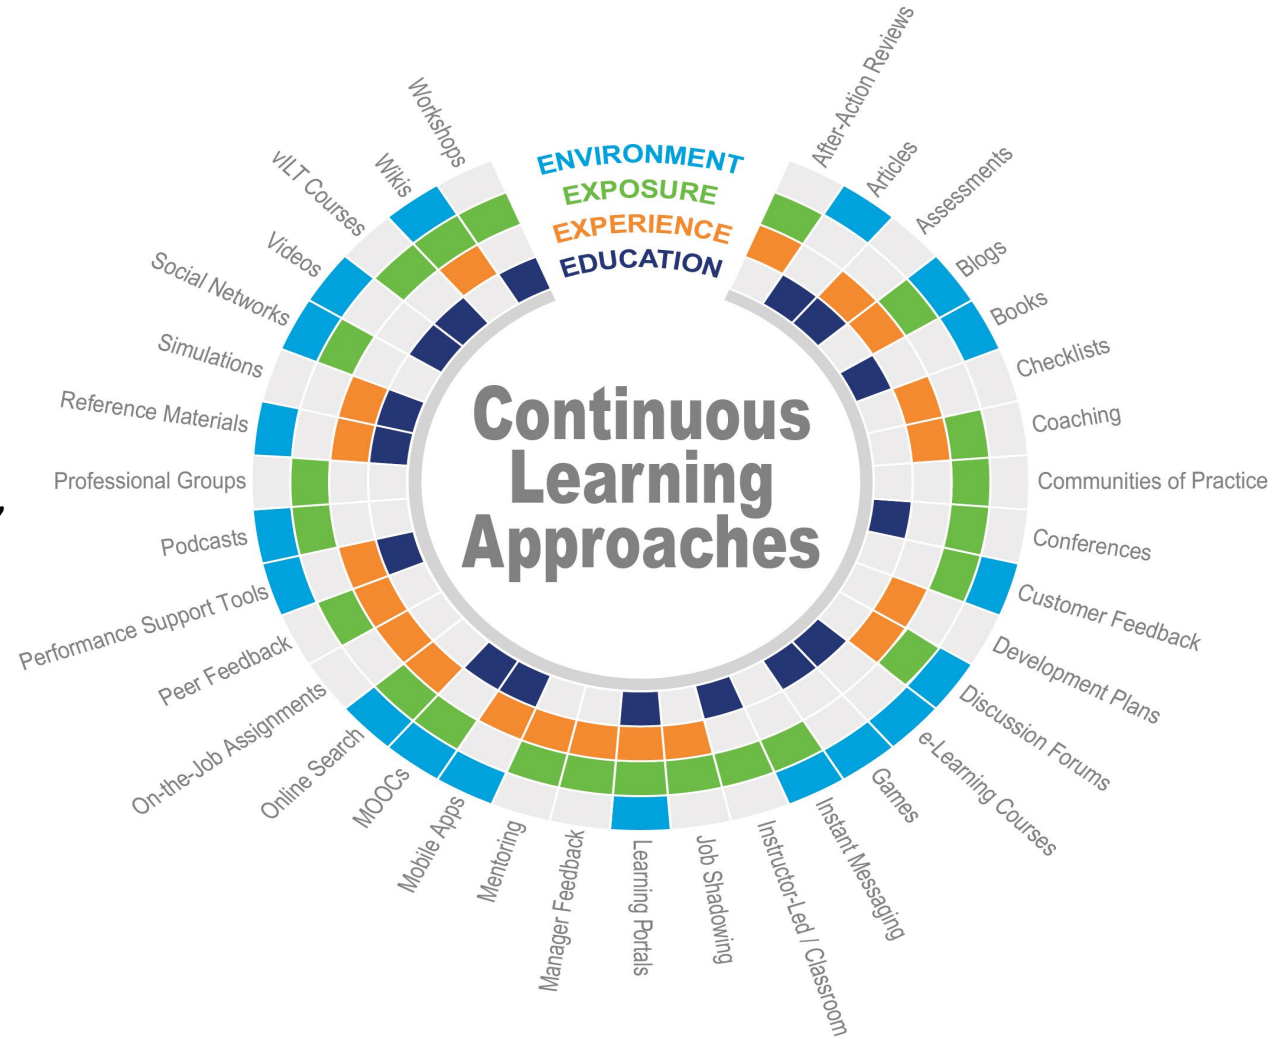 ENVIRONMENT
EXPOSURE
EXPERIENCE
EDUCATION
Continuous
Learning
Approaches
After-Action Reviews
Articles
Assessments
Blogs
Books
Checklists
Coaching
Communities of Practice
Conferences
Customer Feedback
Development Plans
Discussion Forums
e-Learning Courses
Games
Instant Messaging
Instructor-Led / Classroom
Job Shadowing
Learning Portals
Manager Feedback
Mentoring
Mobile Apps
MOOCs
Online Search
On-the-Job Assignments
Peer Feedback
Performance Support Tools
Podcasts
Professional Groups
Reference Materials
Simulations
Social Networks
Videos
vILT Courses
Wikis
Workshops